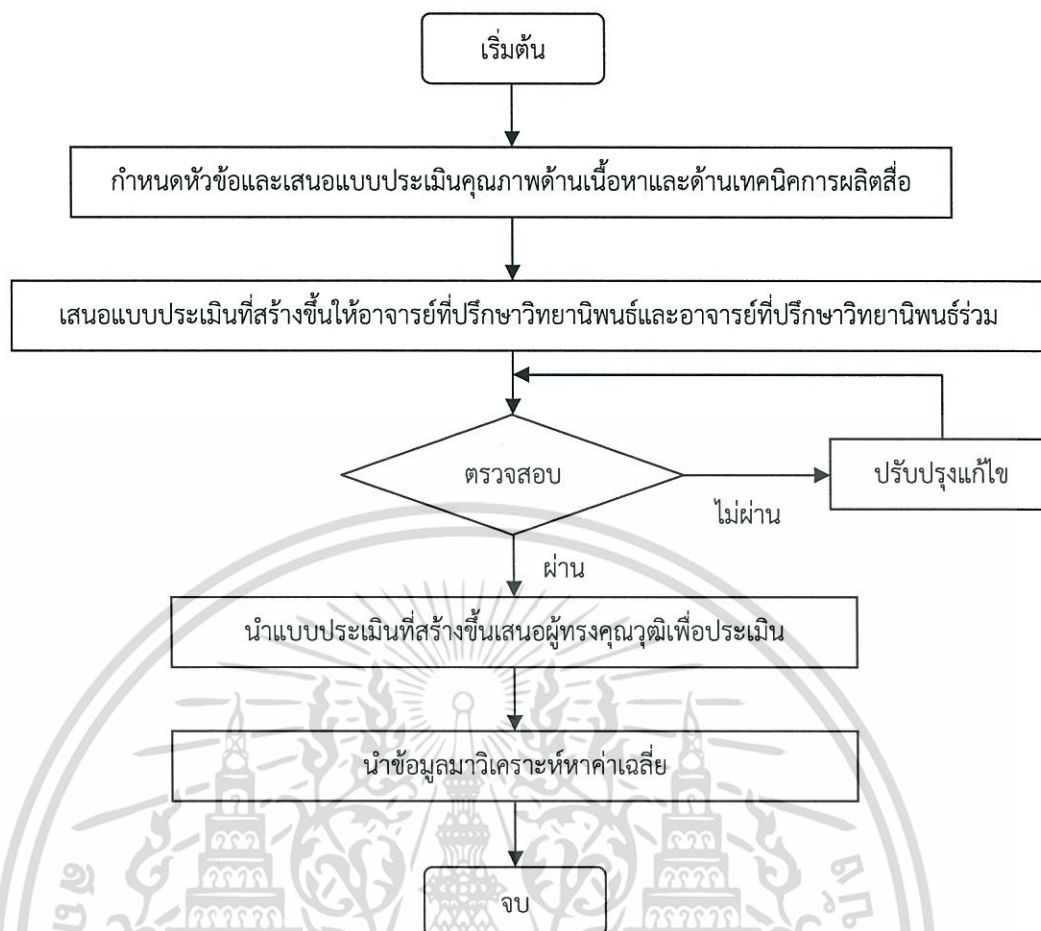 เริ่มต้น
กำหนดหัวข้อและเสนอแบบประเมินคุณภาพด้านเนื้อหาและด้านเทคนิคการผลิตสื่อ
เสนอแบบประเมินที่สร้างขึ้นให้อาจารย์ที่ปรึกษาวิทยานิพนธ์และอาจารย์ที่ปรึกษาวิทยานิพนธ์ร่วม
ตรวจสอบ
ปรับปรุงแก้ไข
ไม่ผ่าน
ผ่าน
นำแบบประเมินที่สร้างขึ้นเสนอผู้ทรงคุณวุฒิเพื่อประเมิน
นำข้อมูลมาวิเคราะห์หาค่าเฉลี่ย
จบ